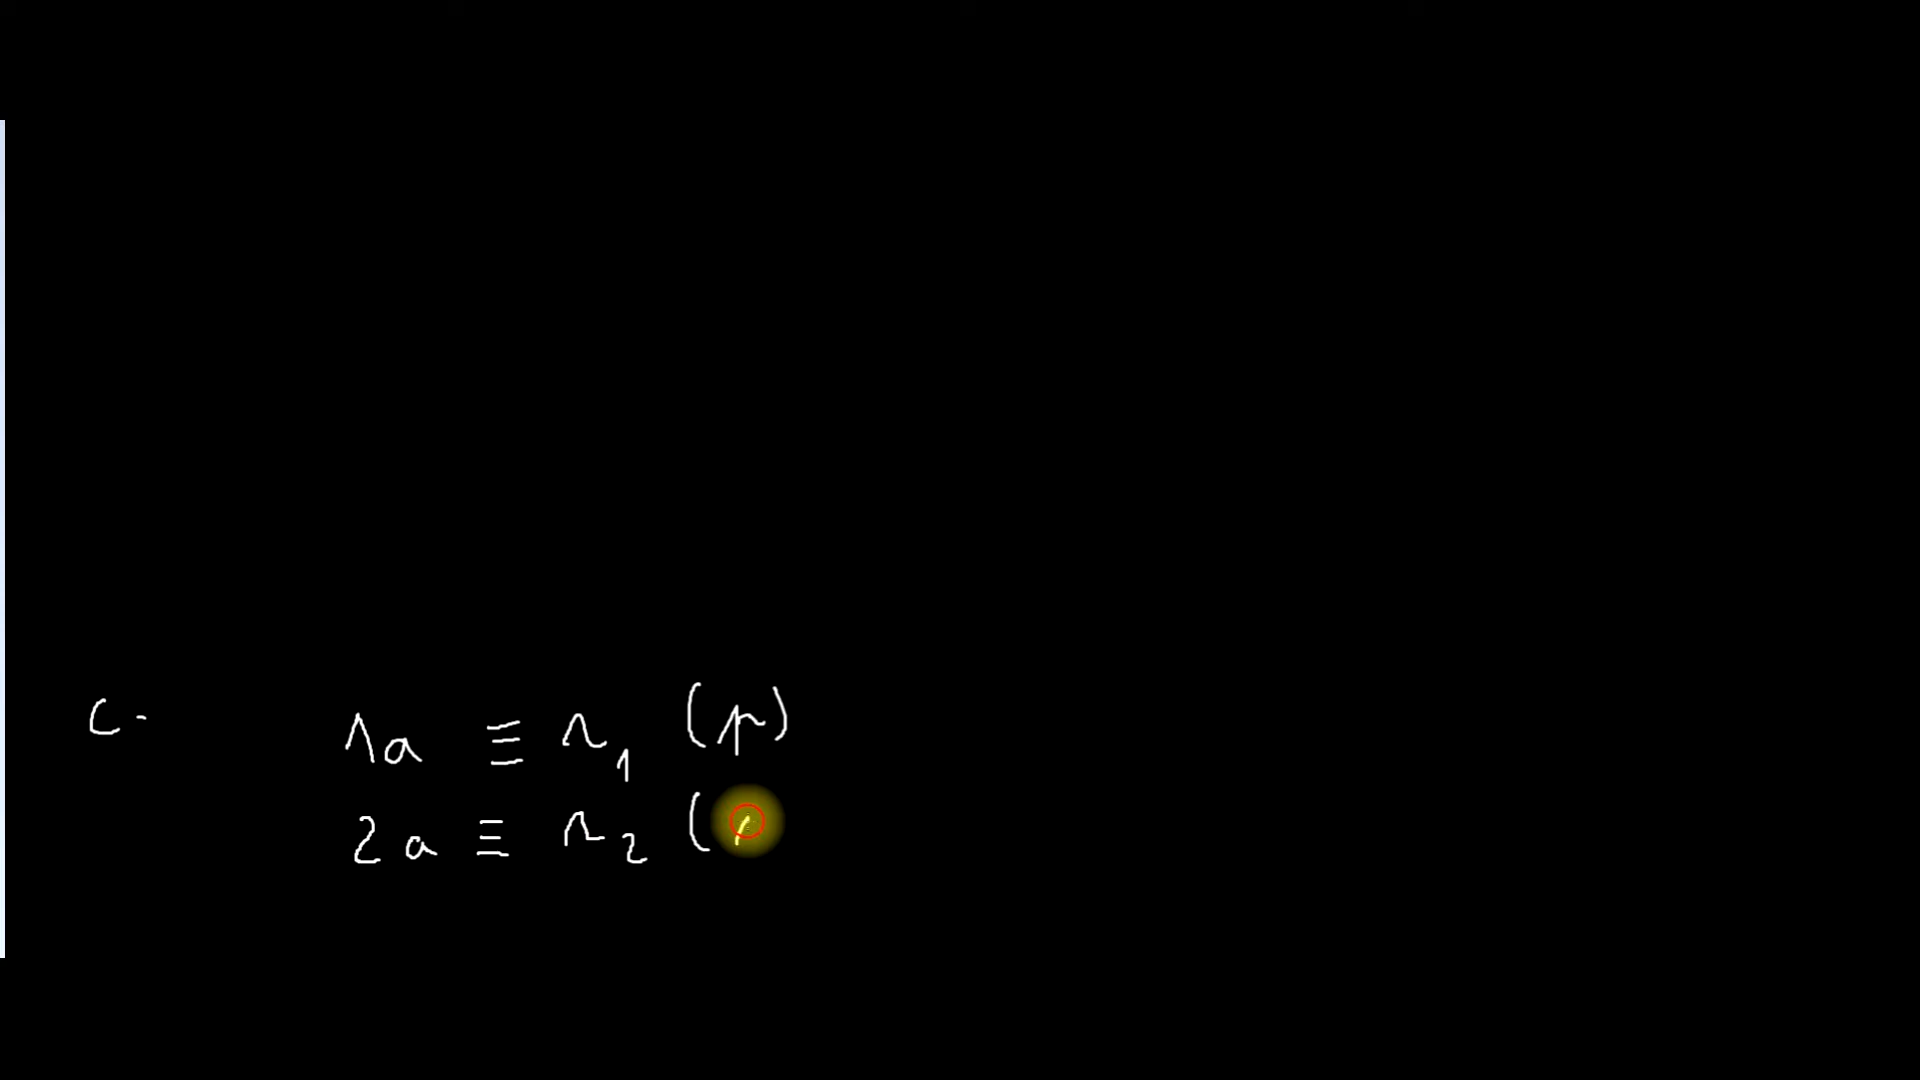 c- 1a ≡ r₁ (p)
2a ≡ r₂ (